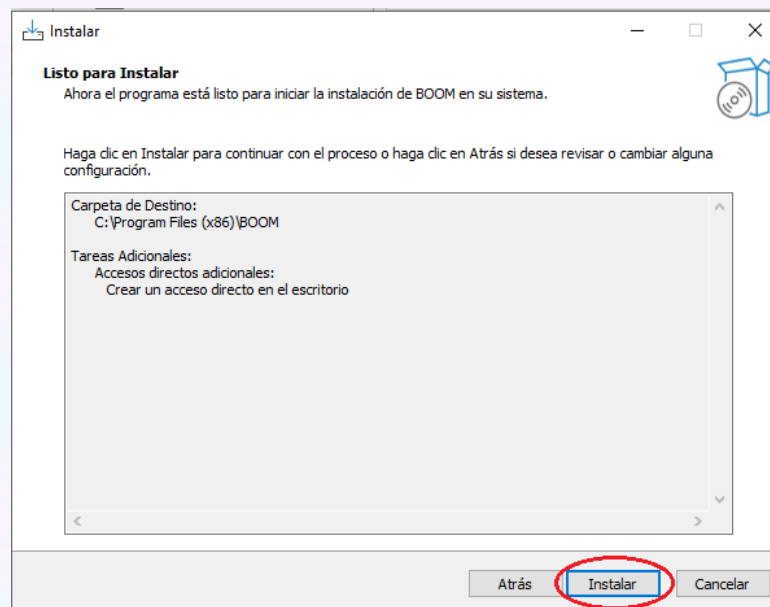 Instalar
Listo para Instalar
Ahora el programa está listo para iniciar la instalación de BOOM en su sistema.
Haga clic en Instalar para continuar con el proceso o haga clic en Atrás si desea revisar o cambiar alguna
configuración.
Carpeta de Destino:
C:\Program Files (x86)\BOOM
Tareas Adicionales:
Accesos directos adicionales:
Crear un acceso directo en el escritorio
Atrás
Instalar
Cancelar